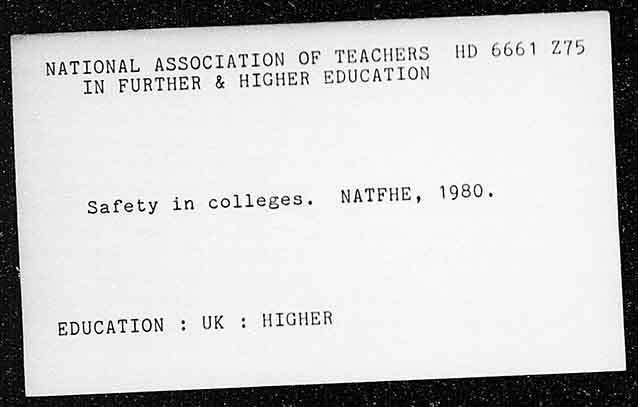 NATIONAL ASSOCIATION OF TEACHERS HD 6661 Z75
IN FURTHER & HIGHER EDUCATION
Safety in colleges. NATFHE, 1980.
EDUCATION : UK : HIGHER